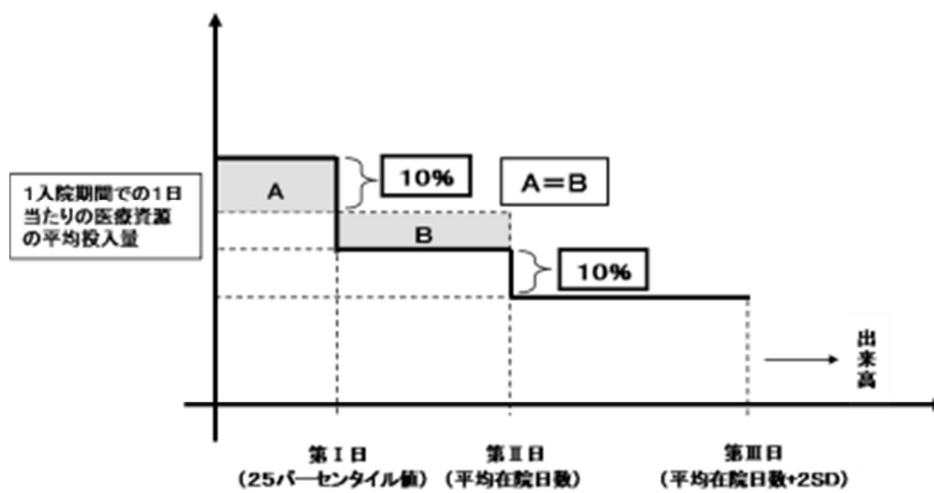 1入院期間での1日
当たりの医療資源
の平均投入量
A
10%
A=B
B
10%
出来高
第Ⅰ日
(25パーセンタイル値)
第Ⅱ日
(平均在院日数)
第Ⅲ日
(平均在院日数+2SD)